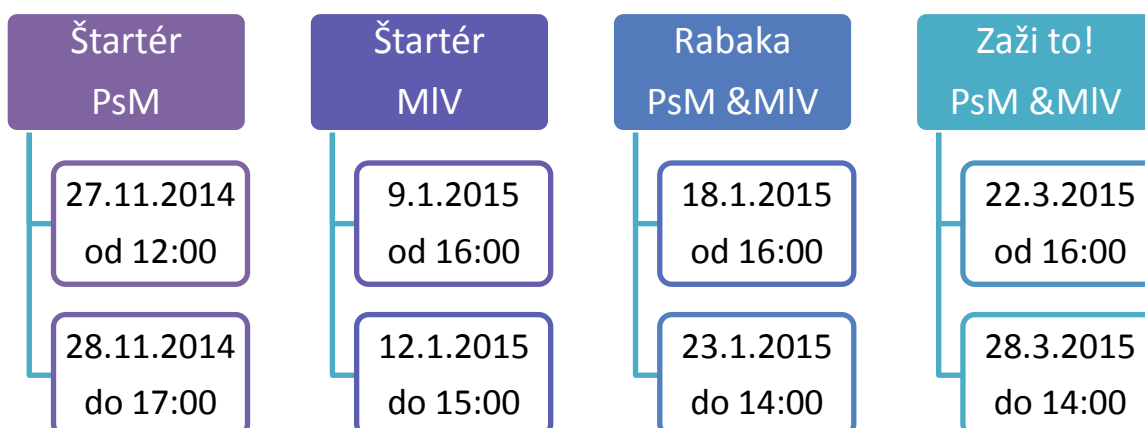 Štartér
PsM
27.11.2014
od 12:00
28.11.2014
do 17:00
Štartér
MlV
9.1.2015
od 16:00
12.1.2015
do 15:00
Rabaka
PsM &MlV
18.1.2015
od 16:00
23.1.2015
do 14:00
Zaži to!
PsM &MlV
22.3.2015
od 16:00
28.3.2015
do 14:00